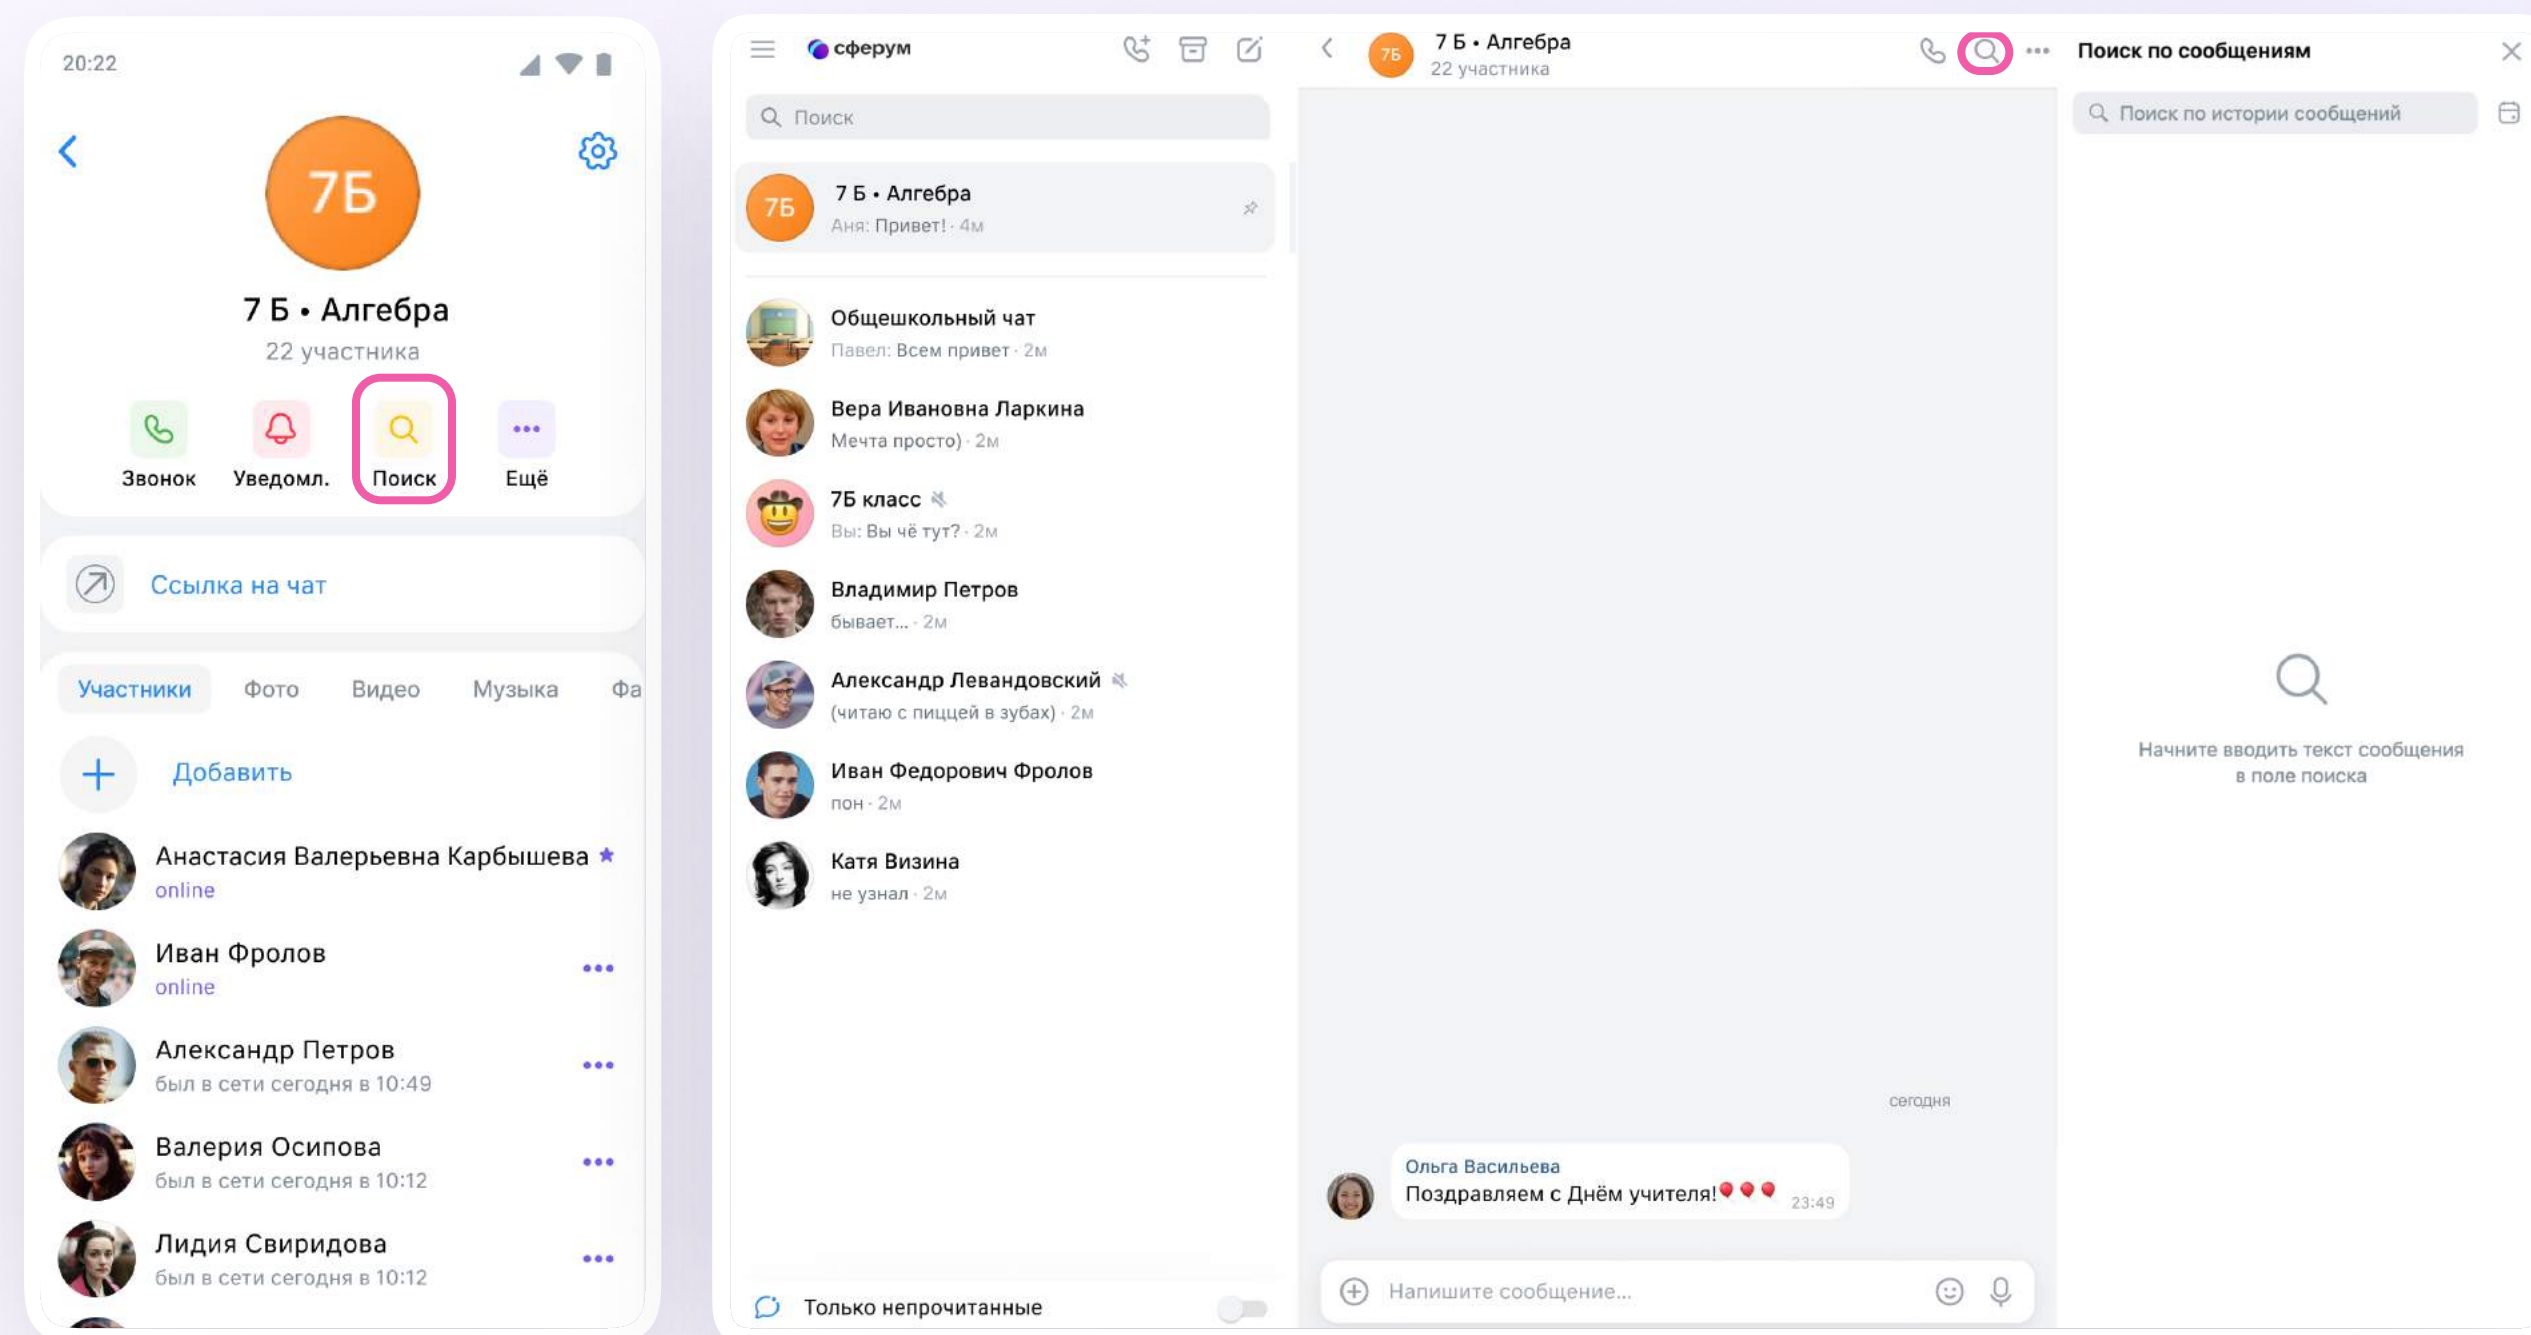 20:22
7Б
7 Б • Алгебра
22 участника
Звонок
Уведомл.
Поиск
Ещё
Ссылка на чат
Участники
Фото
Видео
Музыка
Фа
Добавить
Анастасия Валерьевна Карбышева
online
Иван Фролов
online
Александр Петров
был в сети сегодня в 10:49
Валерия Осипова
был в сети сегодня в 10:12
Лидия Свиридова
был в сети сегодня в 10:12
сферум
Поиск
7Б
7 Б • Алгебра
Аня: Привет! · 4м
Общешкольный чат
Павел: Всем привет · 2м
Вера Ивановна Ларкина
Мечта просто) · 2м
7Б класс
Вы: Вы чё тут? · 2м
Владимир Петров
бывает... · 2м
Александр Левандовский
(читаю с пиццей в зубах) · 2м
Иван Федорович Фролов
пон · 2м
Катя Визина
не узнал · 2м
Только непрочитанные
7Б
7 Б • Алгебра
22 участника
сегодня
Ольга Васильева
Поздравляем с Днём учителя!🎈🎈🎈 23:49
Напишите сообщение...
Поиск по сообщениям
Поиск по истории сообщений
Начните вводить текст сообщения
в поле поиска